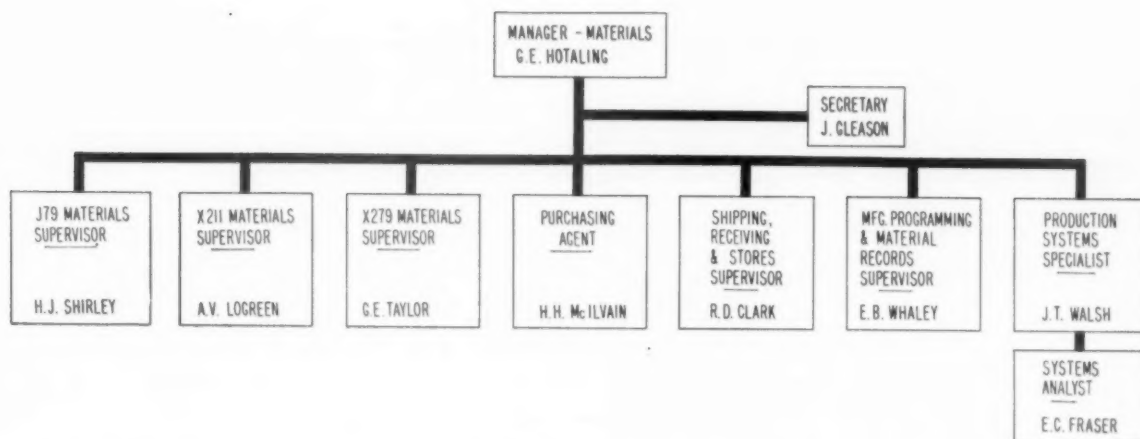 MANAGER - MATERIALS
G.E. HOTALING
SECRETARY
J. GLEASON
J79 MATERIALS
SUPERVISOR
H.J. SHIRLEY
X211 MATERIALS
SUPERVISOR
A.V. LOGREEN
X279 MATERIALS
SUPERVISOR
G.E. TAYLOR
PURCHASING
AGENT
H.H. McILVAIN
SHIPPING,
RECEIVING
& STORES
SUPERVISOR
R.D. CLARK
MFG. PROGRAMMING
& MATERIAL
RECORDS
SUPERVISOR
E.B. WHALEY
PRODUCTION
SYSTEMS
SPECIALIST
J.T. WALSH
SYSTEMS
ANALYST
E.C. FRASER